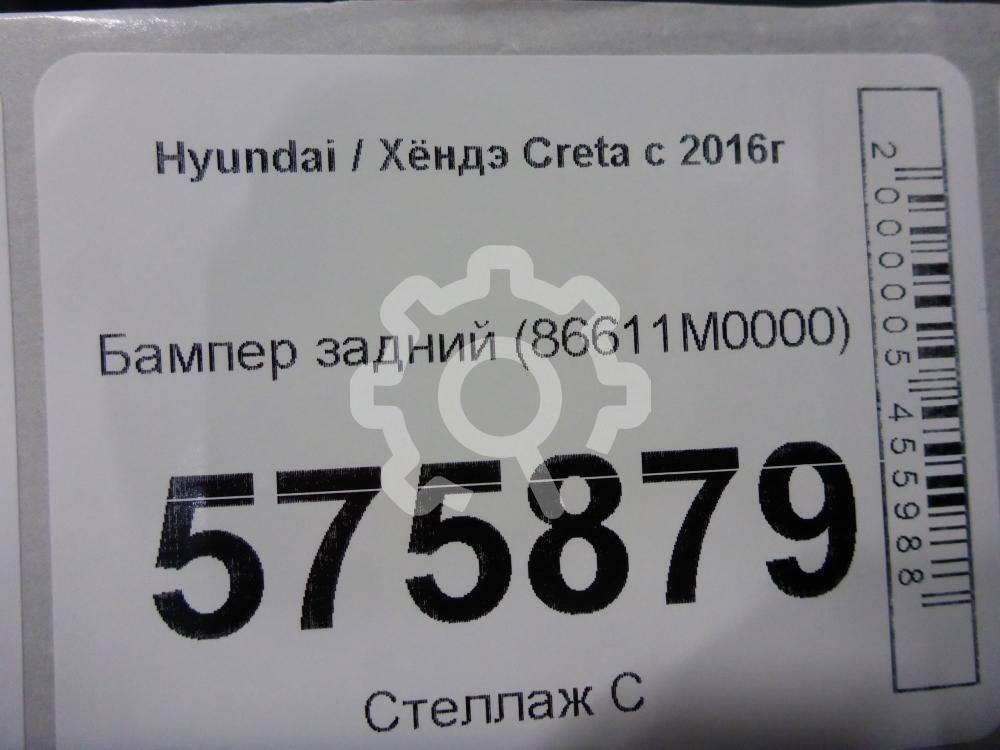 Hyundai / Хёндэ Creta с 2016г
Бампер задний (86611M0000)
575879
Стеллаж С
2000005455988